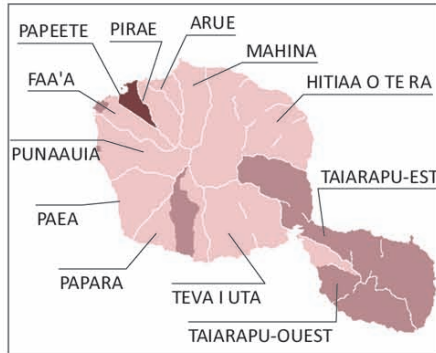 PAPEETE
PIRAE
ARUE
MAHINA
FAA'A
HITIAA O TE RA
PUNAAUIA
TAIARAPU-EST
PAEA
PAPARA
TEVA I UTA
TAIARAPU-OUEST